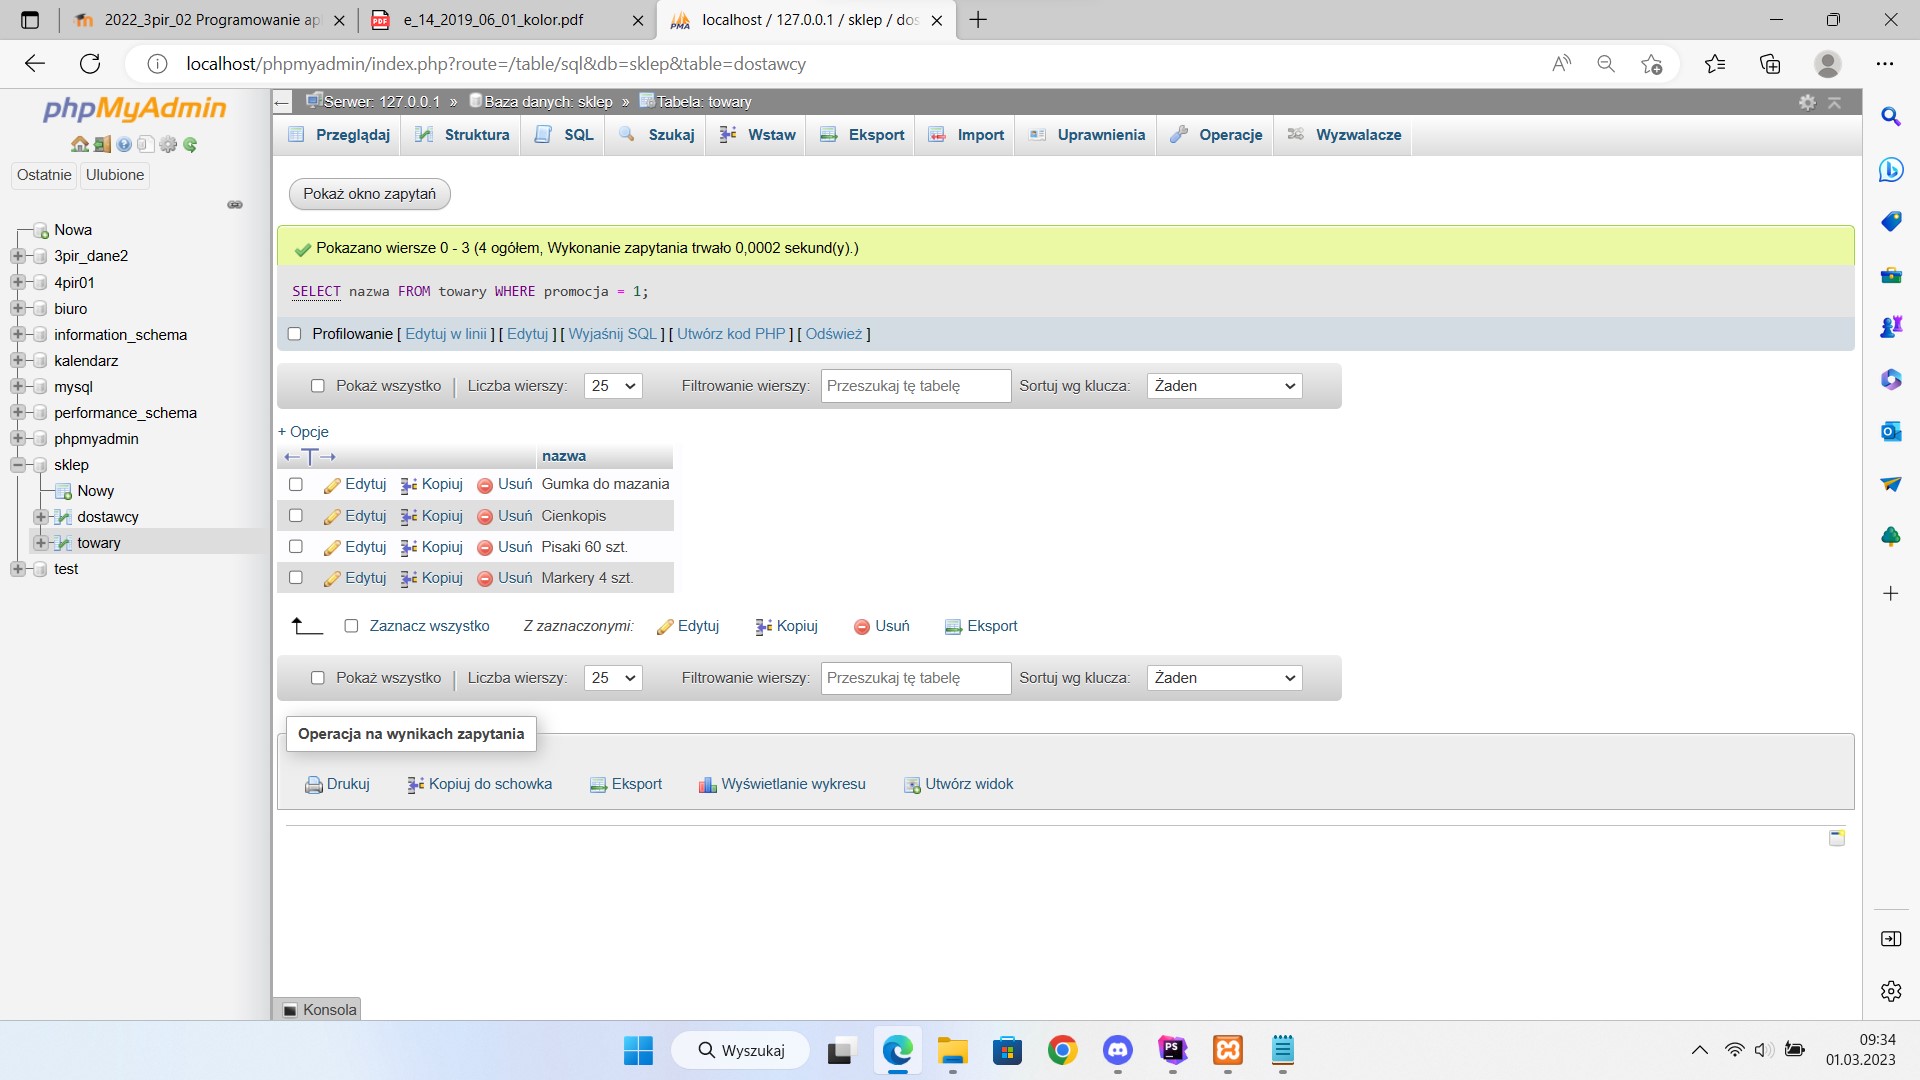 2022_3pir_02 Programowanie apl
e_14_2019_06_01_kolor.pdf
localhost / 127.0.0.1 / sklep / dos
localhost/phpmyadmin/index.php?route=/table/sql&db=sklep&table=dostawcy
phpMyAdmin
Ostatnie
Ulubione
Nowa
3pir_dane2
4pir01
biuro
information_schema
kalendarz
mysql
performance_schema
phpmyadmin
sklep
Nowy
dostawcy
towary
test
Serwer: 127.0.0.1 » Baza danych: sklep » Tabela: towary
Przeglądaj
Struktura
SQL
Szukaj
Wstaw
Eksport
Import
Uprawnienia
Operacje
Wyzwalacze
Pokaż okno zapytań
Pokazano wiersze 0 - 3 (4 ogółem, Wykonanie zapytania trwało 0,0002 sekund(y).)
SELECT nazwa FROM towary WHERE promocja = 1;
Profilowanie [ Edytuj w linii ] [ Edytuj ] [ Wyjaśnij SQL ] [ Utwórz kod PHP ] [ Odśwież ]
Pokaż wszystko | Liczba wierszy: 25 Filtrowanie wierszy: Przeszukaj tę tabelę Sortuj wg klucza: Żaden
+ Opcje
←T→ nazwa
Edytuj Kopiuj Usuń Gumka do mazania
Edytuj Kopiuj Usuń Cienkopis
Edytuj Kopiuj Usuń Pisaki 60 szt.
Edytuj Kopiuj Usuń Markery 4 szt.
Zaznacz wszystko Z zaznaczonymi: Edytuj Kopiuj Usuń Eksport
Pokaż wszystko | Liczba wierszy: 25 Filtrowanie wierszy: Przeszukaj tę tabelę Sortuj wg klucza: Żaden
Operacja na wynikach zapytania
Drukuj Kopiuj do schowka Eksport Wyświetlanie wykresu Utwórz widok
Konsola
Wyszukaj
09:34
01.03.2023